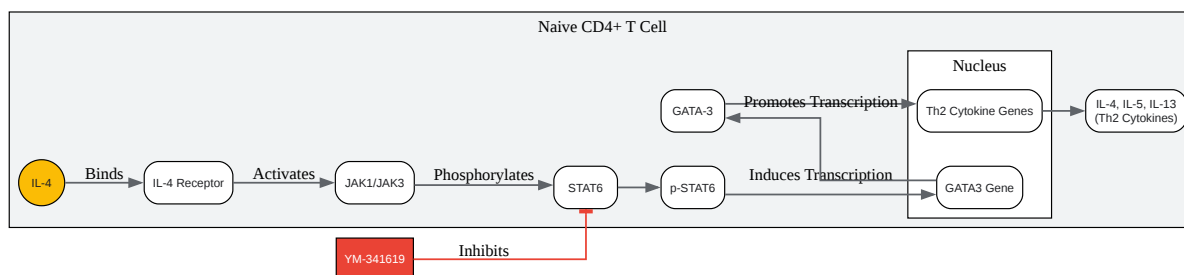 Naive CD4+ T Cell
Nucleus
GATA-3
Promotes Transcription
Th2 Cytokine Genes
IL-4, IL-5, IL-13
(Th2 Cytokines)
IL-4
Binds
IL-4 Receptor
Activates
JAK1/JAK3
Phosphorylates
STAT6
p-STAT6
Induces Transcription
GATA3 Gene
YM-341619
Inhibits